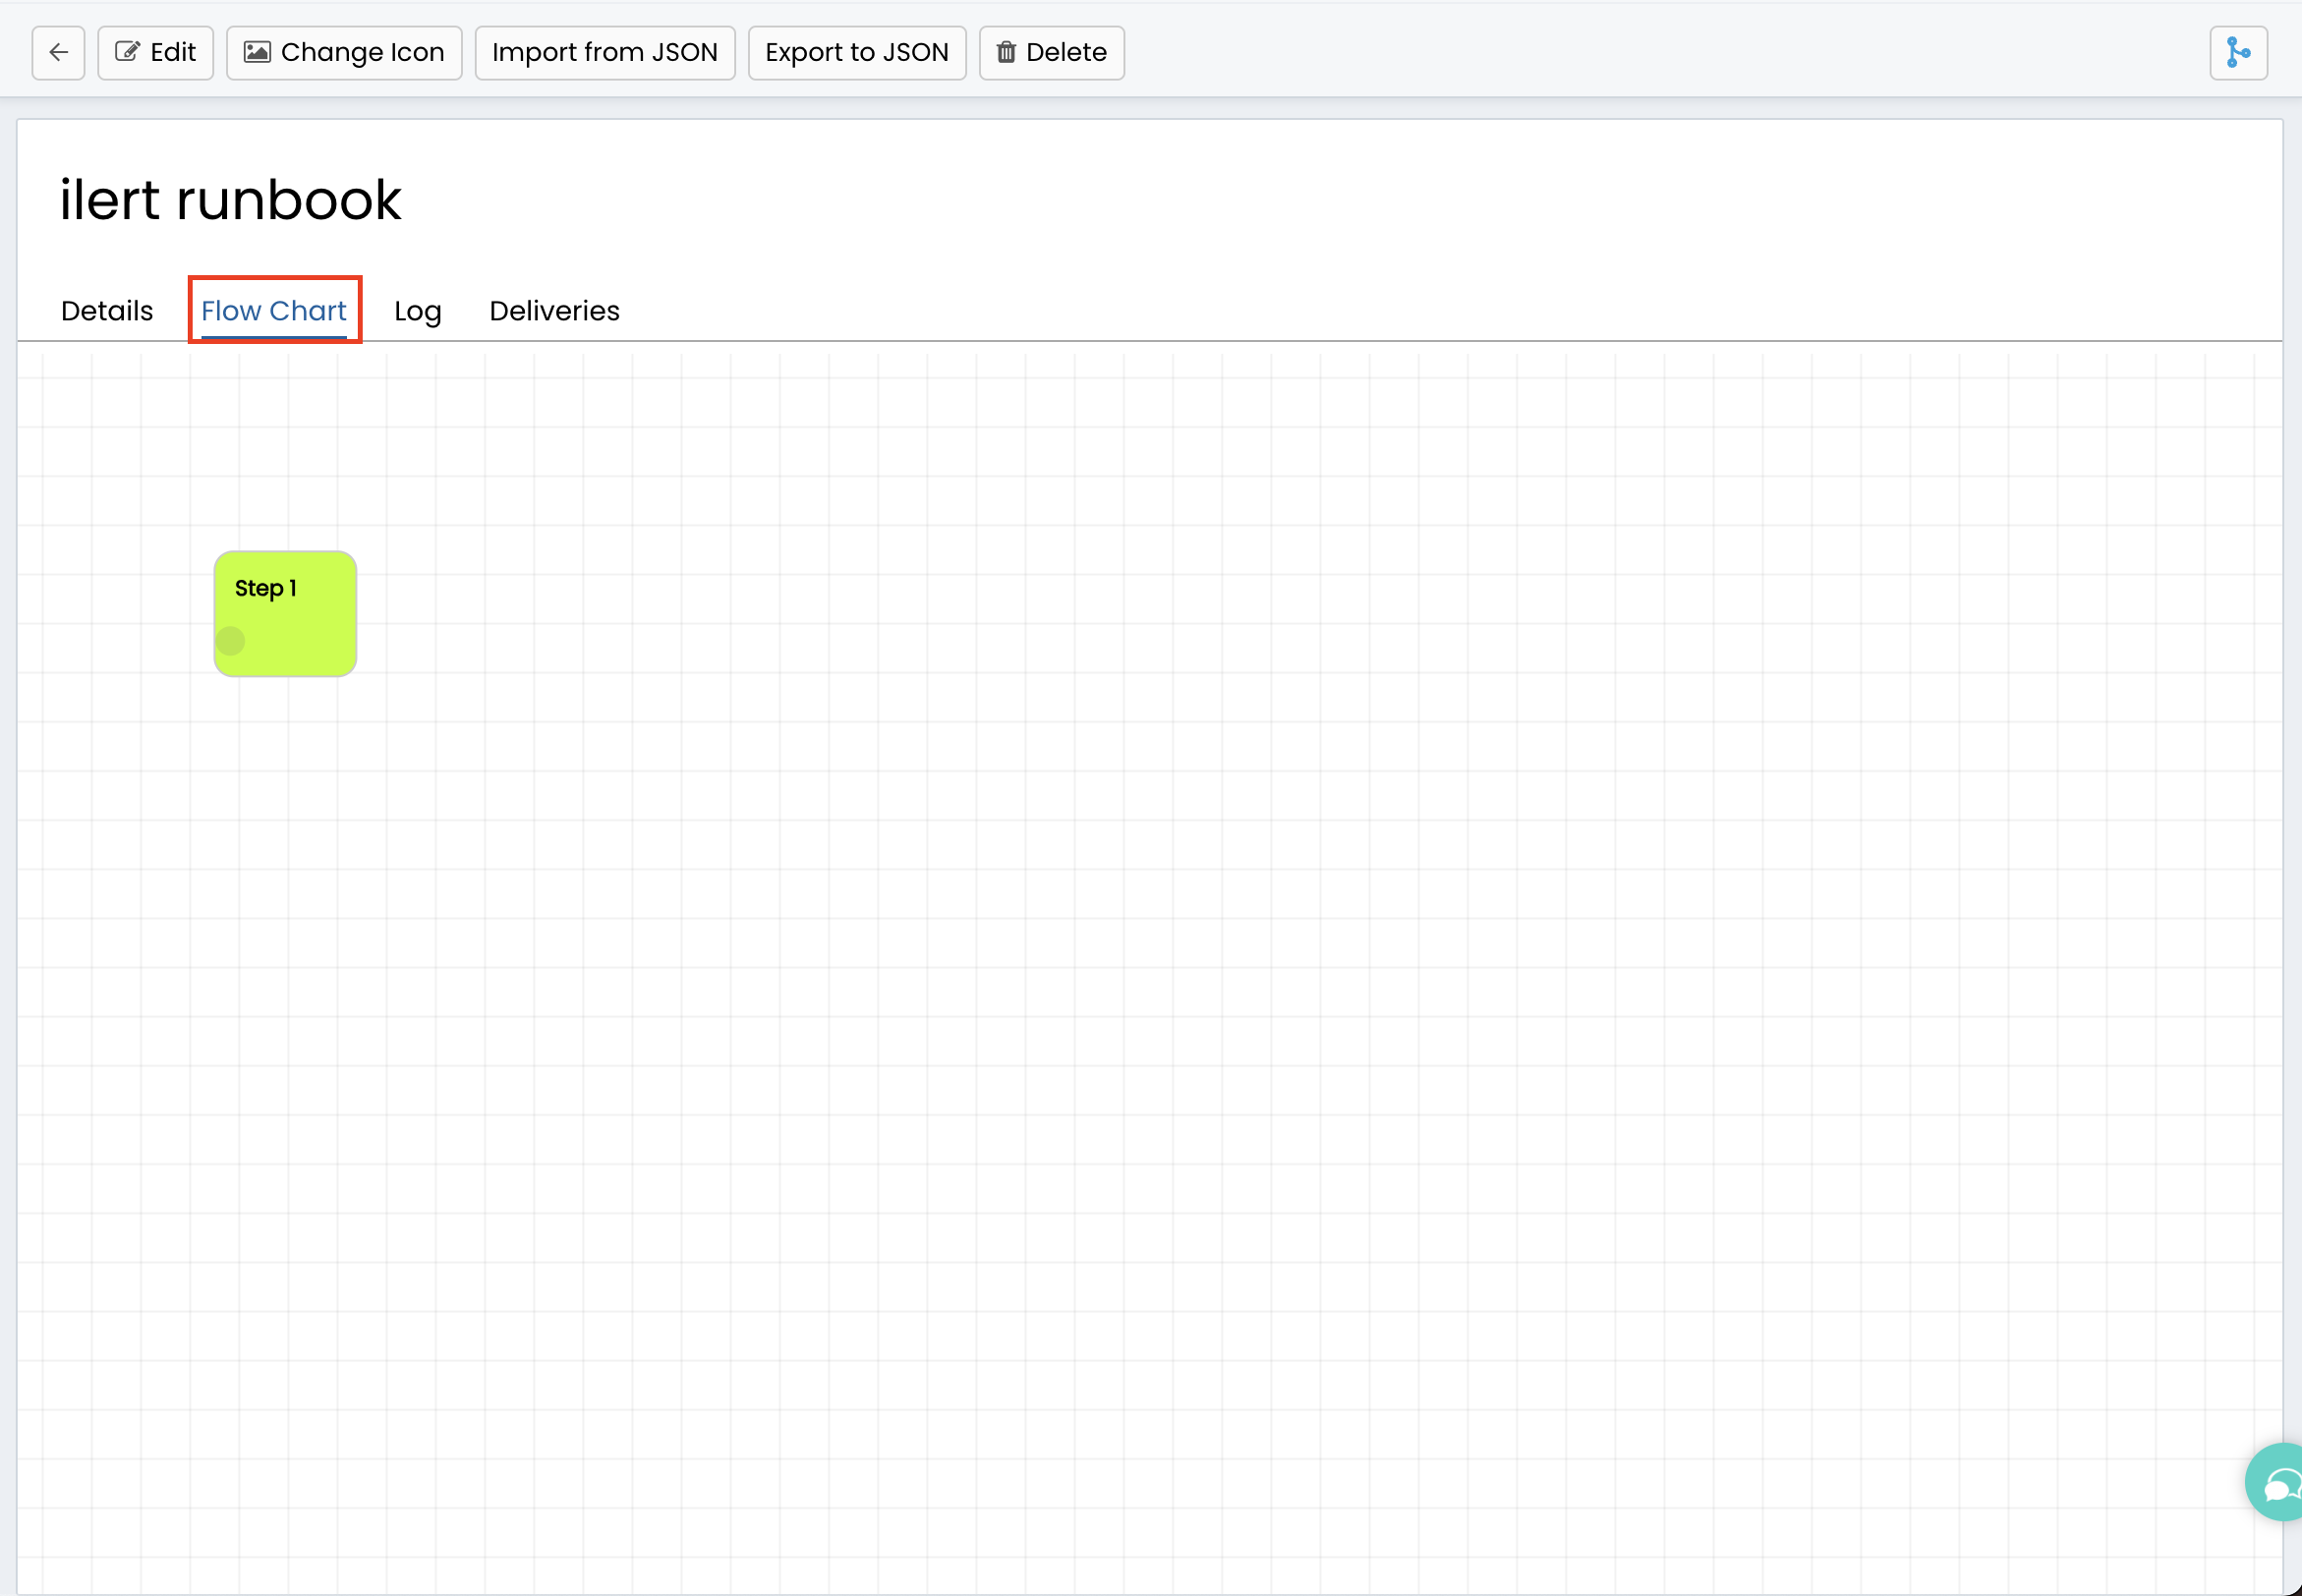 Edit Change Icon Import from JSON Export to JSON Delete
ilert runbook
Details Flow Chart Log Deliveries
Step 1